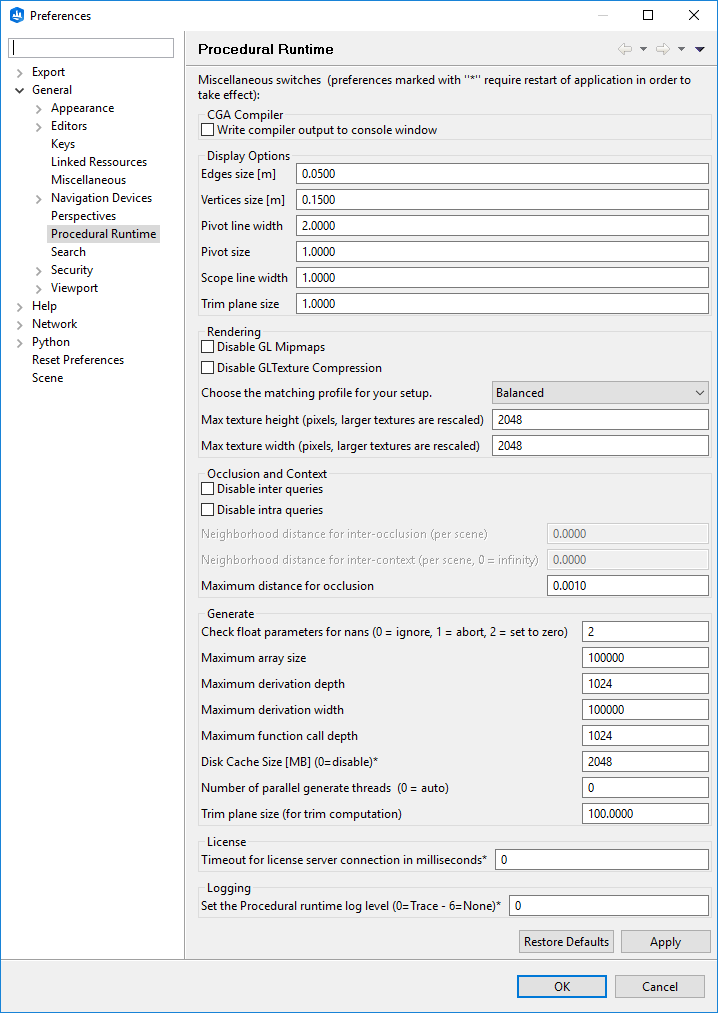 Preferences
Export
General
Appearance
Editors
Keys
Linked Ressources
Miscellaneous
Navigation Devices
Perspectives
Procedural Runtime
Search
Security
Viewport
Help
Network
Python
Reset Preferences
Scene
Procedural Runtime
Miscellaneous switches (preferences marked with "*" require restart of application in order to
take effect):
CGA Compiler
Write compiler output to console window
Display Options
Edges size [m] 0.0500
Vertices size [m] 0.1500
Pivot line width 2.0000
Pivot size 1.0000
Scope line width 1.0000
Trim plane size 1.0000
Rendering
Disable GL Mipmaps
Disable GLTexture Compression
Choose the matching profile for your setup. Balanced
Max texture height (pixels, larger textures are rescaled) 2048
Max texture width (pixels, larger textures are rescaled) 2048
Occlusion and Context
Disable inter queries
Disable intra queries
Neighborhood distance for inter-occlusion (per scene) 0.0000
Neighborhood distance for inter-context (per scene, 0 = infinity) 0.0000
Maximum distance for occlusion 0.0010
Generate
Check float parameters for nans (0 = ignore, 1 = abort, 2 = set to zero) 2
Maximum array size 100000
Maximum derivation depth 1024
Maximum derivation width 100000
Maximum function call depth 1024
Disk Cache Size [MB] (0=disable)* 2048
Number of parallel generate threads (0 = auto) 0
Trim plane size (for trim computation) 100.0000
License
Timeout for license server connection in milliseconds* 0
Logging
Set the Procedural runtime log level (0=Trace - 6=None)* 0
Restore Defaults Apply
OK Cancel